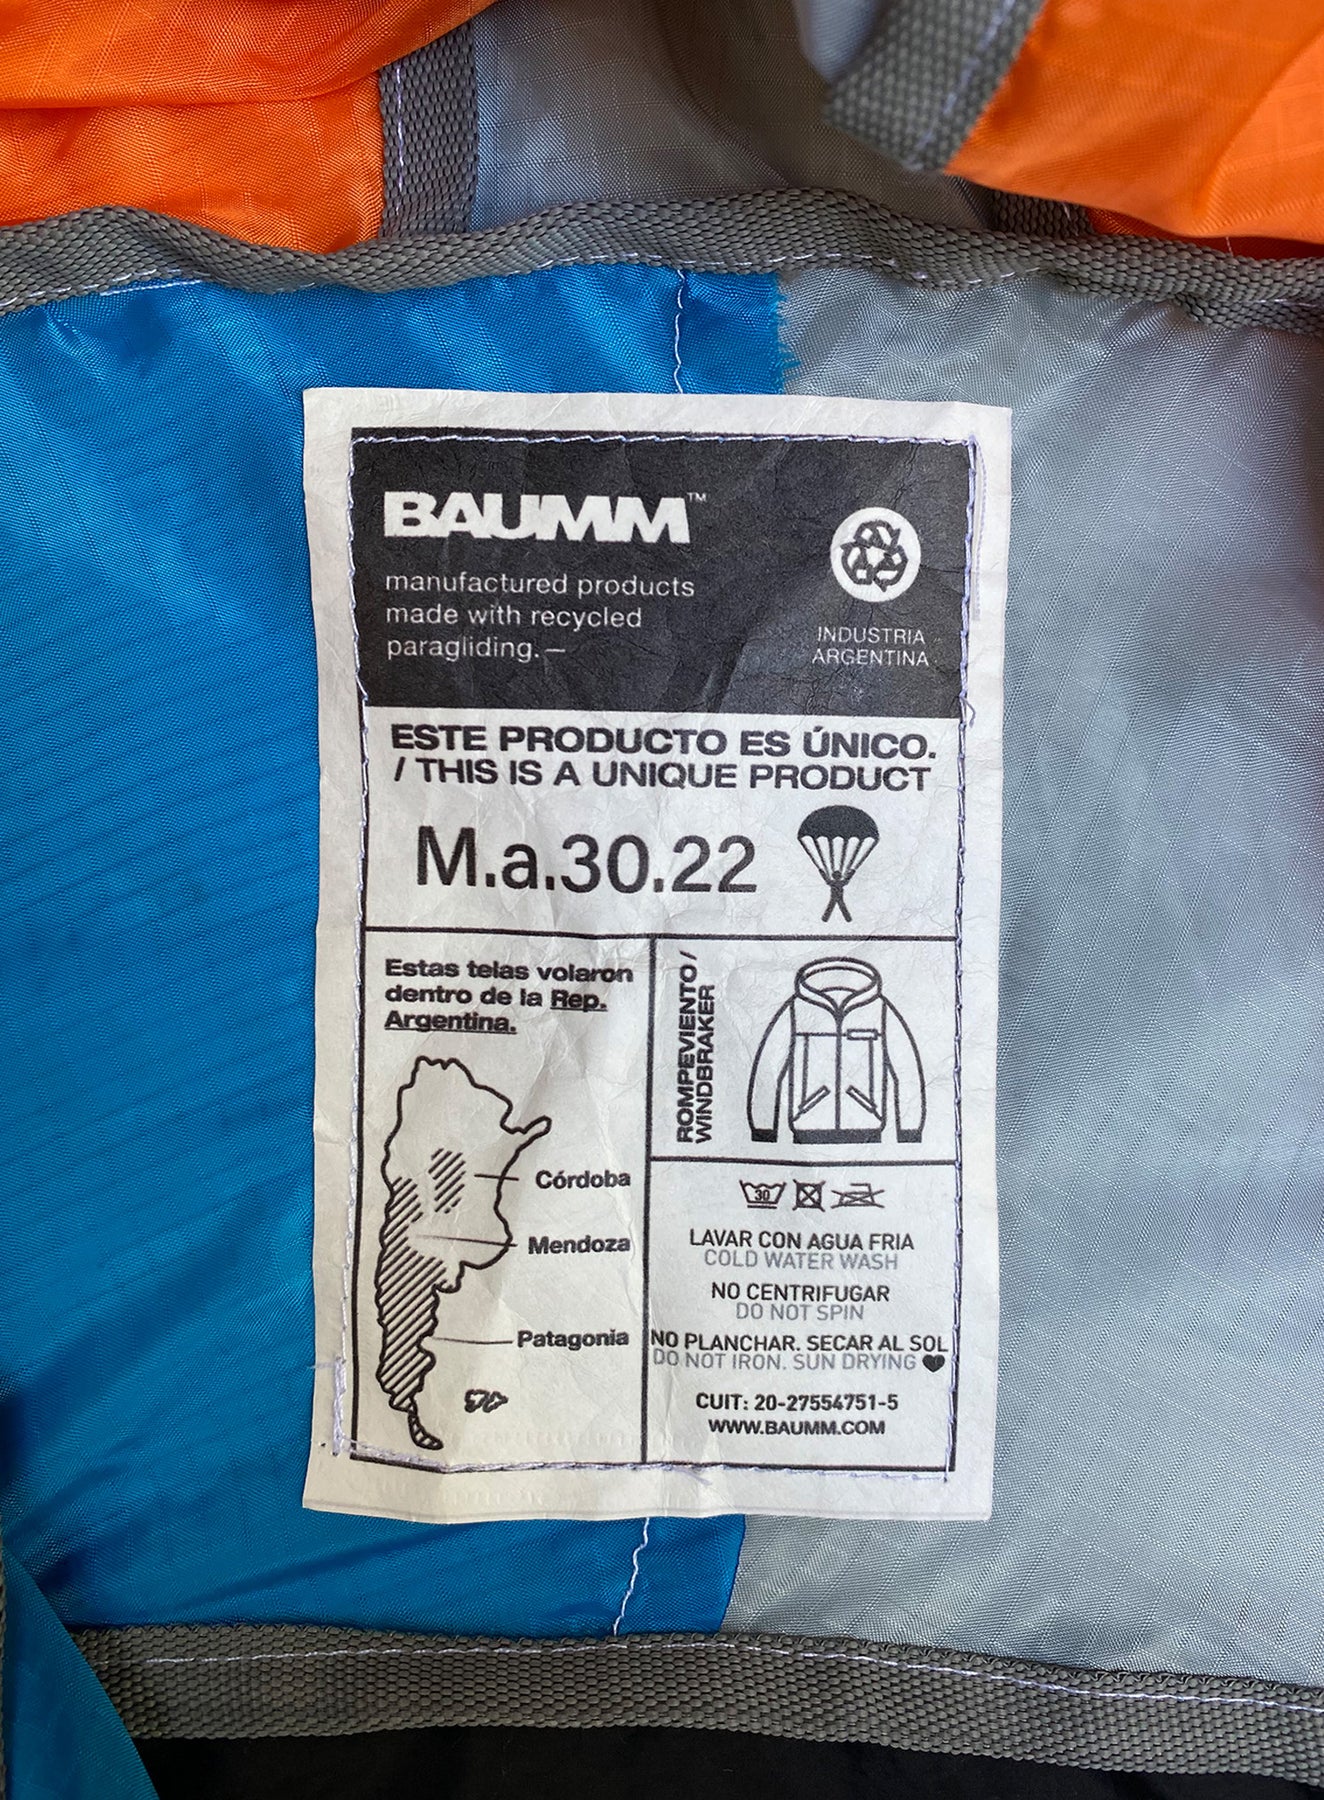 BAUMM™
manufactured products
made with recycled
paragliding.—
INDUSTRIA
ARGENTINA
ESTE PRODUCTO ES ÚNICO.
/ THIS IS A UNIQUE PRODUCT
M.a.30.22
Estas telas volaron
dentro de la Rep.
Argentina.
Córdoba
Mendoza
Patagonia
ROMPEVIENTO /
WINDBRAKER
30
LAVAR CON AGUA FRIA
COLD WATER WASH
NO CENTRIFUGAR
DO NOT SPIN
NO PLANCHAR. SECAR AL SOL
DO NOT IRON. SUN DRYING
CUIT: 20-27554751-5
WWW.BAUMM.COM